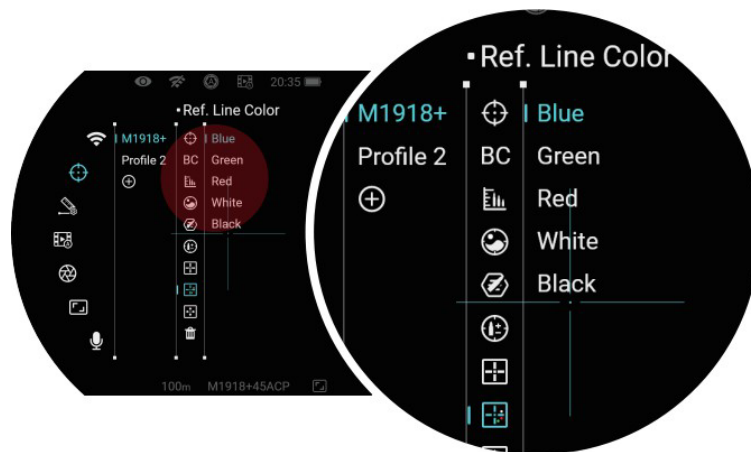 20:35
Ref. Line Color
M1918+
Blue
Profile 2
BC
Green
Red
White
Black
100m
M1918+45ACP
Ref. Line Color
M1918+
Blue
Profile 2
BC
Green
Red
White
Black